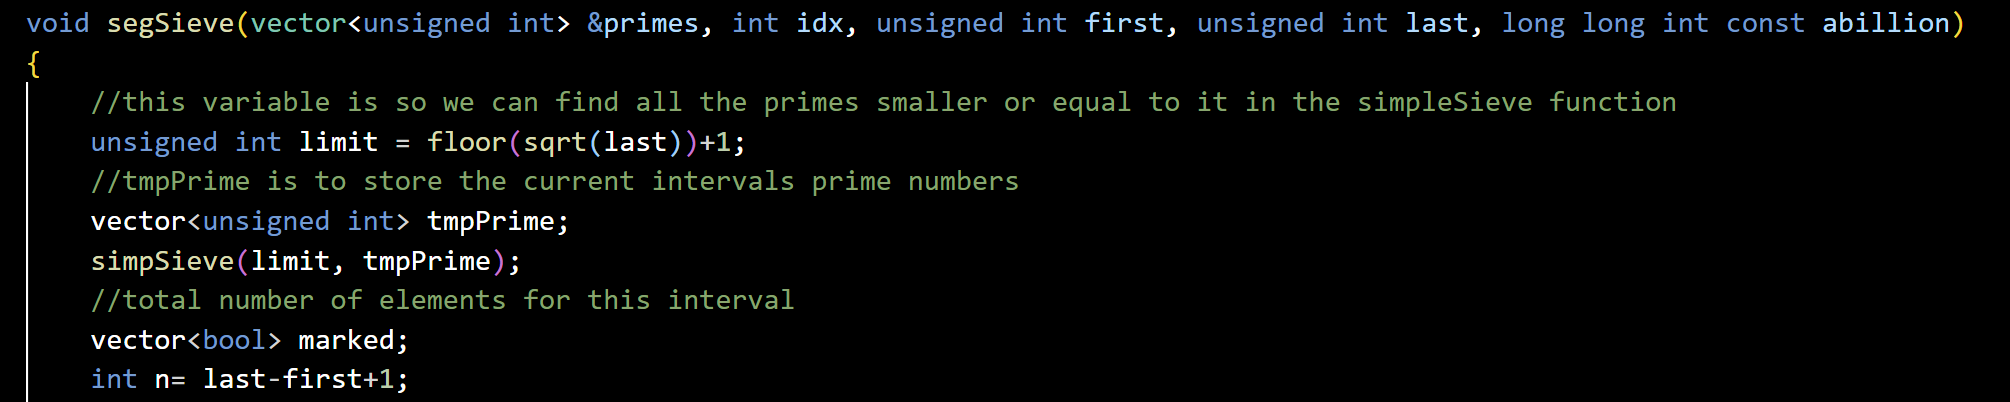 void segSieve(vector<unsigned int> &primes, int idx, unsigned int first, unsigned int last, long long int const abillion)
{
//this variable is so we can find all the primes smaller or equal to it in the simpleSieve function
unsigned int limit = floor(sqrt(last))+1;
//tmpPrime is to store the current intervals prime numbers
vector<unsigned int> tmpPrime;
simpSieve(limit, tmpPrime);
//total number of elements for this interval
vector<bool> marked;
int n= last-first+1;